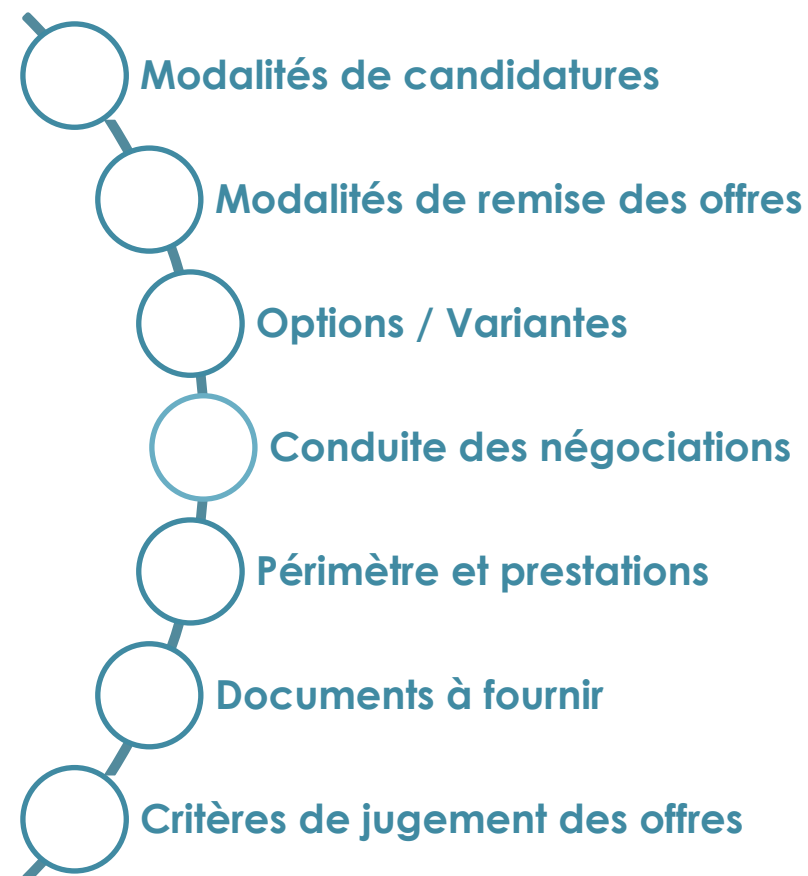 Modalités de candidatures
Modalités de remise des offres
Options / Variantes
Conduite des négociations
Périmètre et prestations
Documents à fournir
Critères de jugement des offres